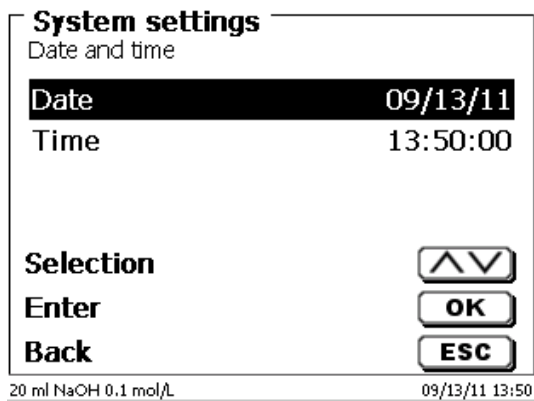 System settings
Date and time
Date 09/13/11
Time 13:50:00
Selection
Enter OK
Back ESC
20 ml NaOH 0.1 mol/L 09/13/11 13:50